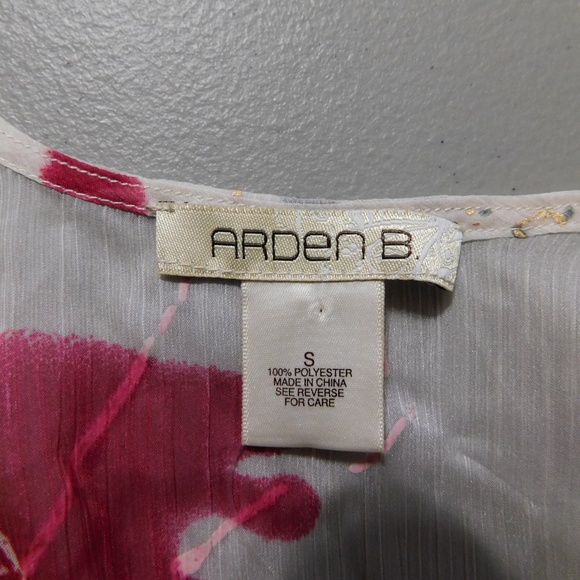 ARDEN B.
S
100% POLYESTER
MADE IN CHINA
SEE REVERSE
FOR CARE